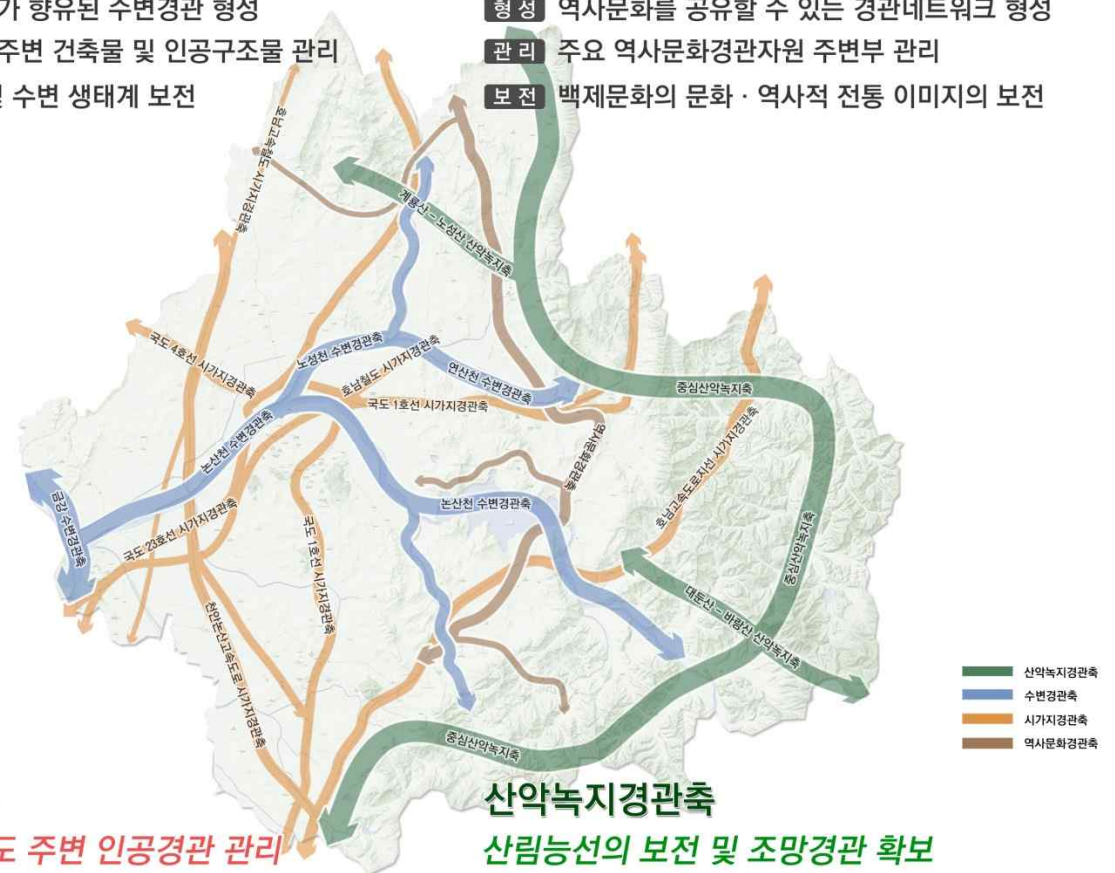 가 향유된 수변경관 형성
주변 건축물 및 인공구조물 관리
및 수변 생태계 보전
형성 역사문화를 공유할 수 있는 경관네트워크 형성
관리 주요 역사문화경관자원 주변부 관리
보전 백제문화의 문화 · 역사적 전통 이미지의 보전
호남고속철도 시가지경관축
계룡산 – 노성산 산악녹지축
국도 4호선 시가지경관축
노성천 수변경관축
호남철도 시가지경관축
연산천 수변경관축
중심산악녹지축
국도 1호선 시가지경관축
논산천 수변경관축
역사문화경관축
호남고속도로지선 시가지경관축
금강 수변경관축
논산천 수변경관축
국도 23호선 시가지경관축
국도 1호선 시가지경관축
중심산악녹지축
대둔산 – 바랑산 산악녹지축
천안논산고속도로 시가지경관축
중심산악녹지축
산악녹지경관축
수변경관축
시가지경관축
역사문화경관축
산악녹지경관축
도 주변 인공경관 관리
산림능선의 보전 및 조망경관 확보